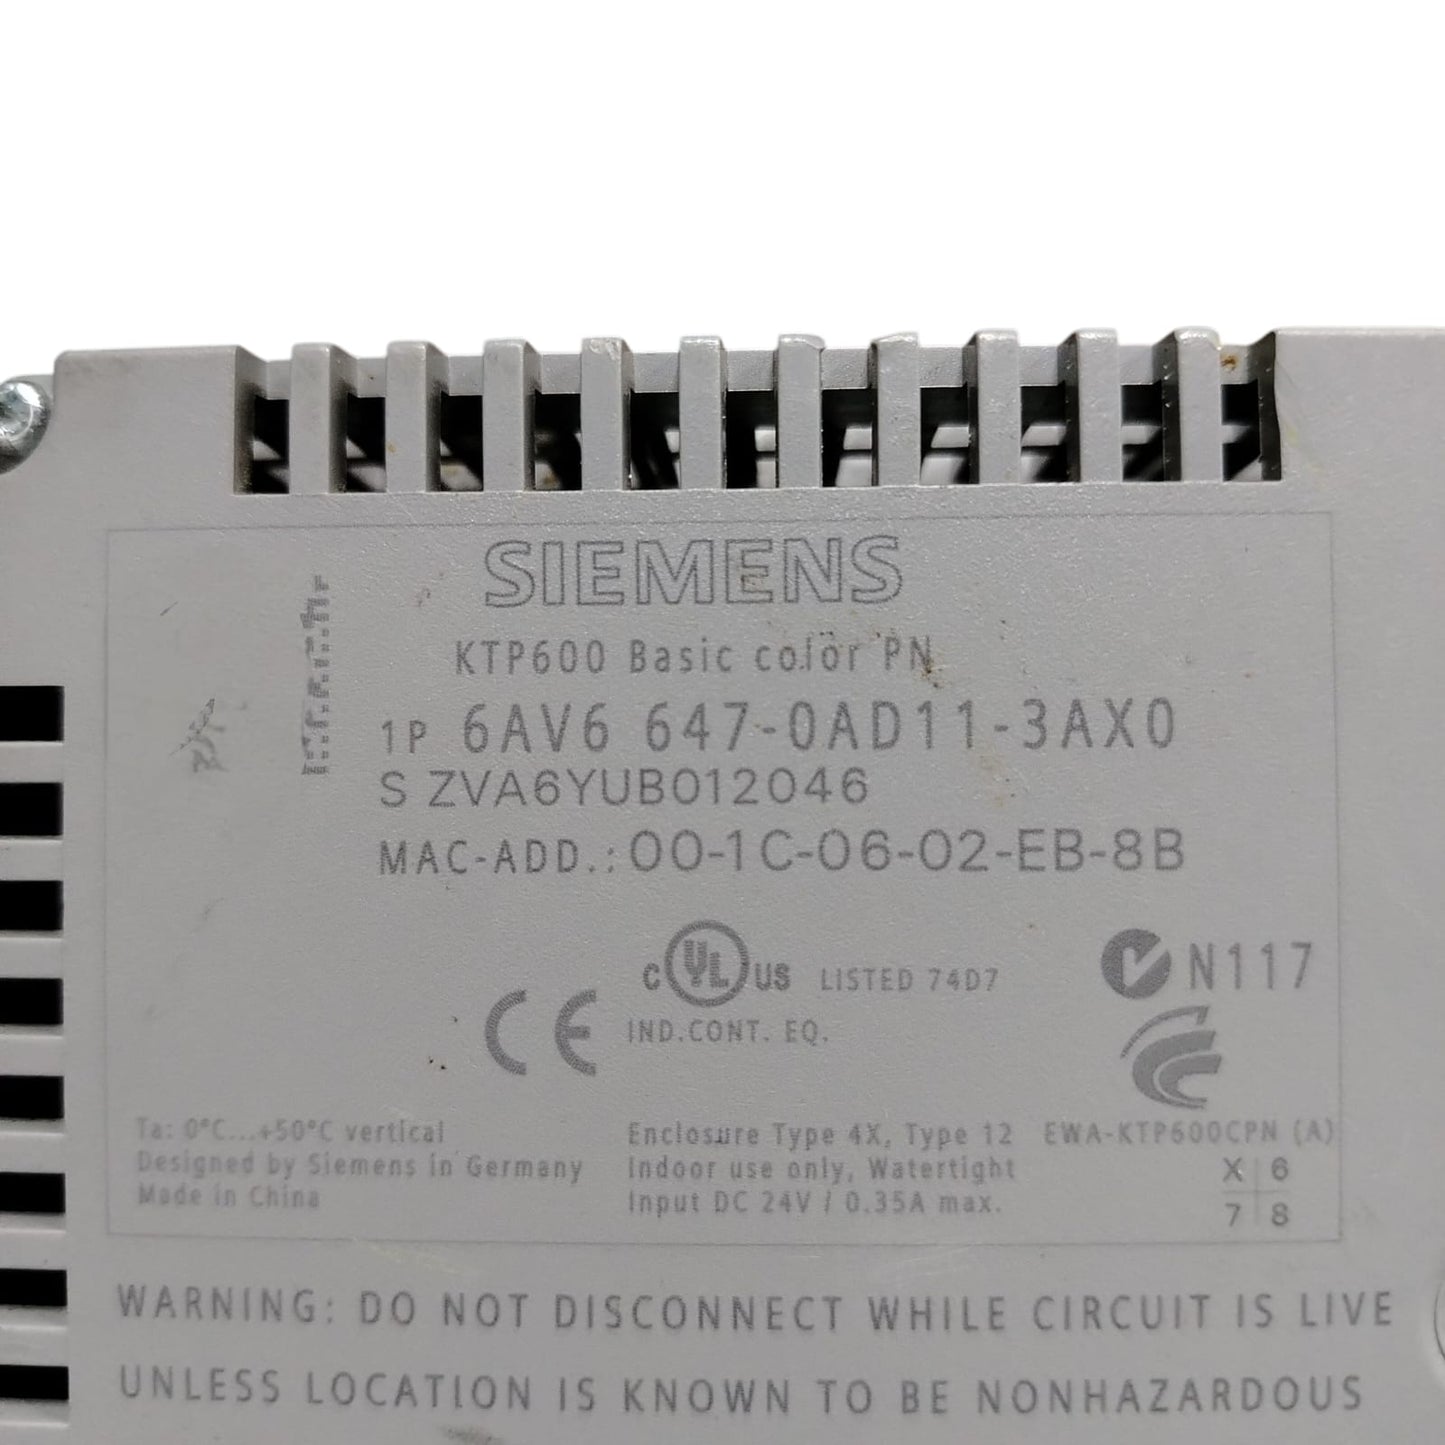 SIEMENS
KTP600 Basic color PN
1P 6AV6 647-0AD11-3AX0
S ZVA6YUB012046
MAC-ADD.: 00-1C-06-02-EB-8B
C UL US LISTED 74D7
IND.CONT. EQ.
CE
N117
Ta: 0°C...+50°C vertical
Designed by Siemens in Germany
Made in China
Enclosure Type 4X, Type 12
Indoor use only, Watertight
Input DC 24V / 0.35A max.
EWA-KTP600CPN (A)
X 6
7 8
WARNING: DO NOT DISCONNECT WHILE CIRCUIT IS LIVE
UNLESS LOCATION IS KNOWN TO BE NONHAZARDOUS